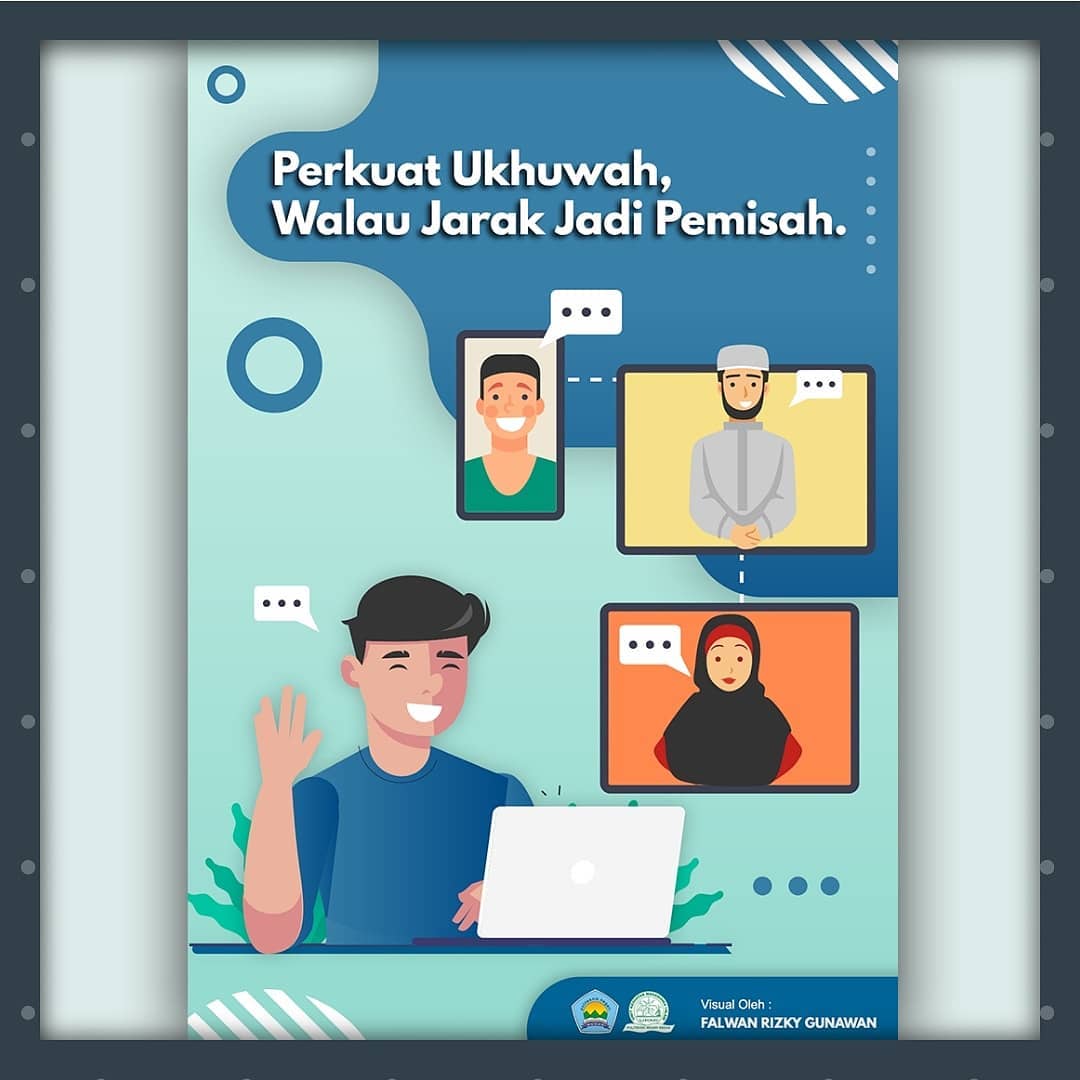 Perkuat Ukhuwah,
Walau Jarak Jadi Pemisah.
Visual Oleh :
FALWAN RIZKY GUNAWAN